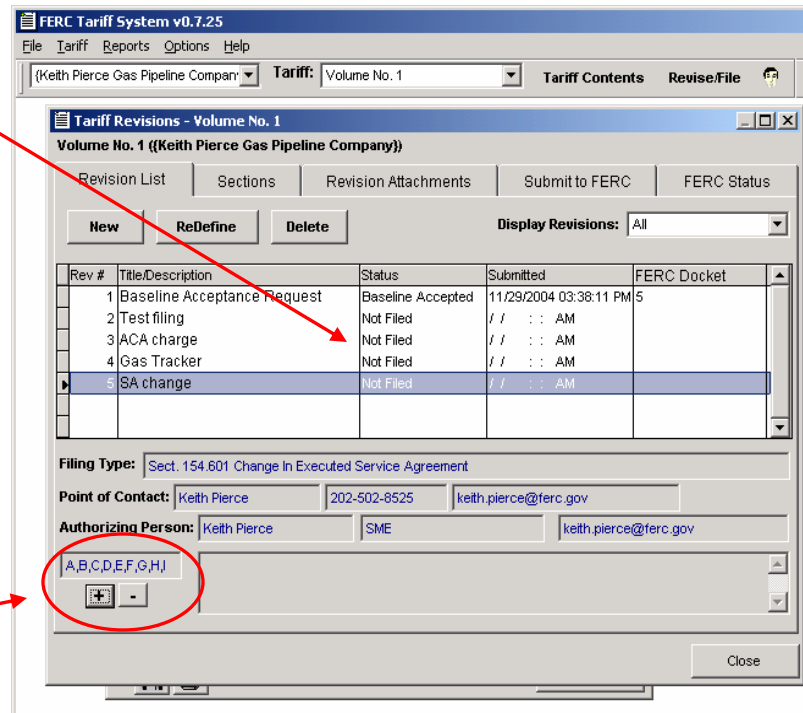 FERC Tariff System v0.7.25
File Tariff Reports Options Help
{Keith Pierce Gas Pipeline Compan Tariff: Volume No. 1 Tariff Contents Revise/File
Tariff Revisions - Volume No. 1
Volume No. 1 ({Keith Pierce Gas Pipeline Company})
Revision List Sections Revision Attachments Submit to FERC FERC Status
New ReDefine Delete Display Revisions: All
Rev # Title/Description Status Submitted FERC Docket
1 Baseline Acceptance Request Baseline Accepted 11/29/2004 03:38:11 PM 5
2 Test filing Not Filed / / : : AM
3 ACA charge Not Filed / / : : AM
4 Gas Tracker Not Filed / / : : AM
5 SA change Not Filed / / : : AM
Filing Type: Sect. 154.601 Change In Executed Service Agreement
Point of Contact: Keith Pierce 202-502-8525 keith.pierce@ferc.gov
Authorizing Person: Keith Pierce SME keith.pierce@ferc.gov
A,B,C,D,E,F,G,H,I
+ -
Close